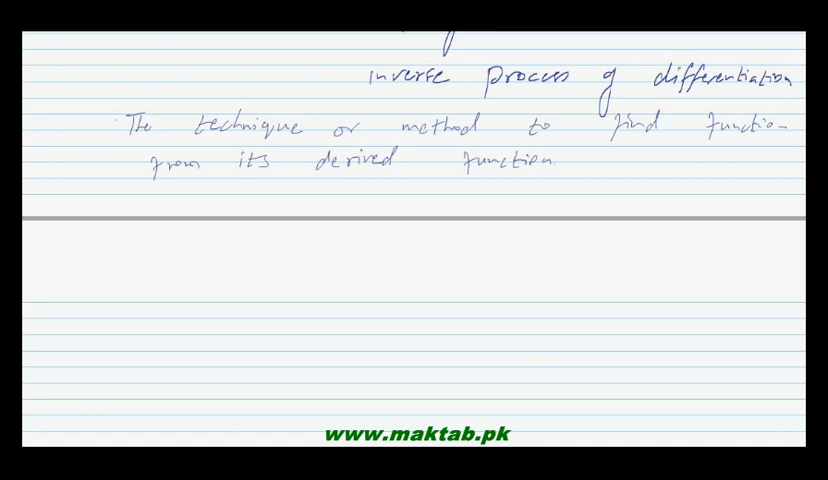 inverse process of differentiation
The technique or method to find function
from its derived function.
www.maktab.pk